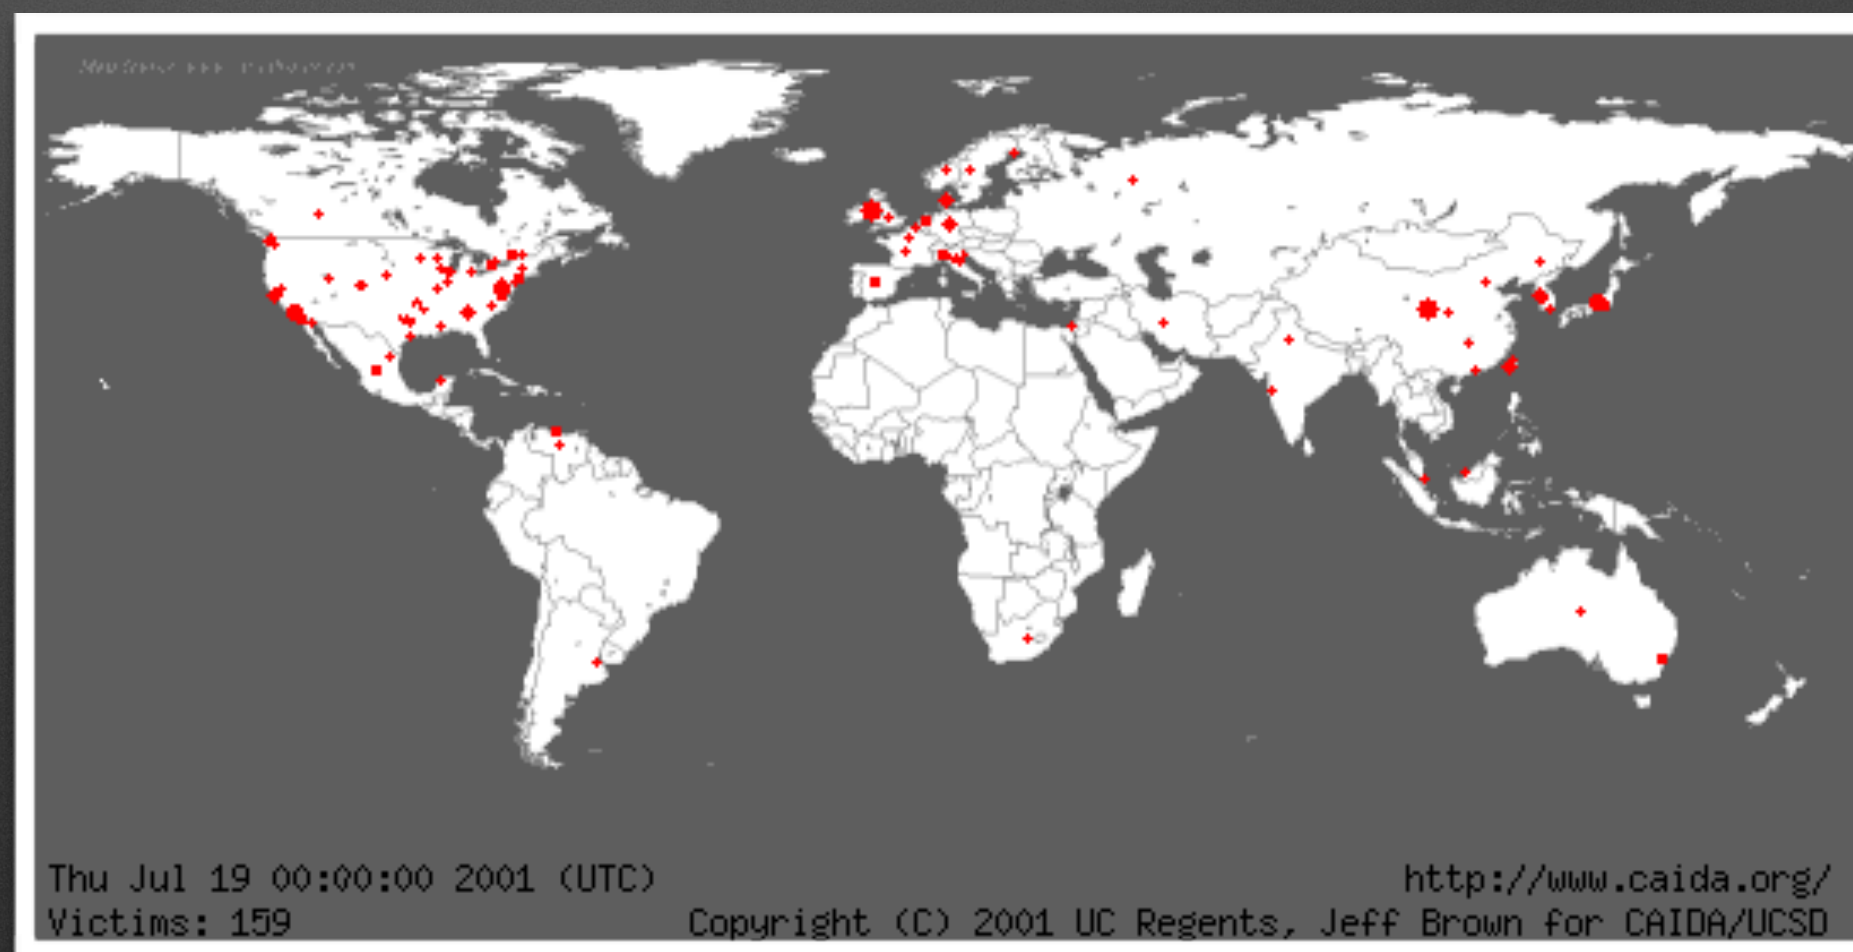 Thu Jul 19 00:00:00 2001 (UTC)
http://www.caida.org/
Victims: 159
Copyright (C) 2001 UC Regents, Jeff Brown for CAIDA/UCSD